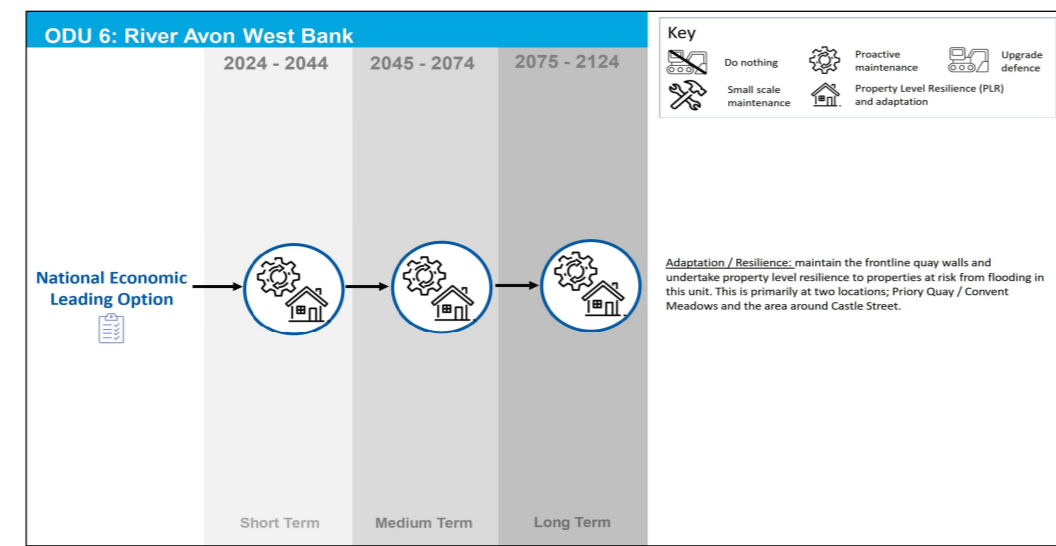 ODU 6: River Avon West Bank
2024 - 2044
2045 - 2074
2075 - 2124
National Economic
Leading Option
Short Term
Medium Term
Long Term
Key
Do nothing
Proactive
maintenance
Upgrade
defence
Small scale
maintenance
Property Level Resilience (PLR)
and adaptation
Adaptation / Resilience: maintain the frontline quay walls and
undertake property level resilience to properties at risk from flooding in
this unit. This is primarily at two locations; Priory Quay / Convent
Meadows and the area around Castle Street.